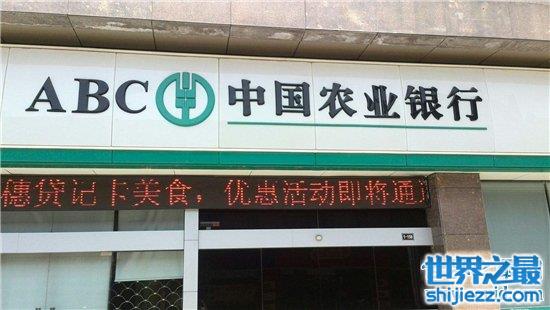 ABC 中国农业银行
穗贷记卡美食，优惠活动即将通
世界之最
shijiezz.com